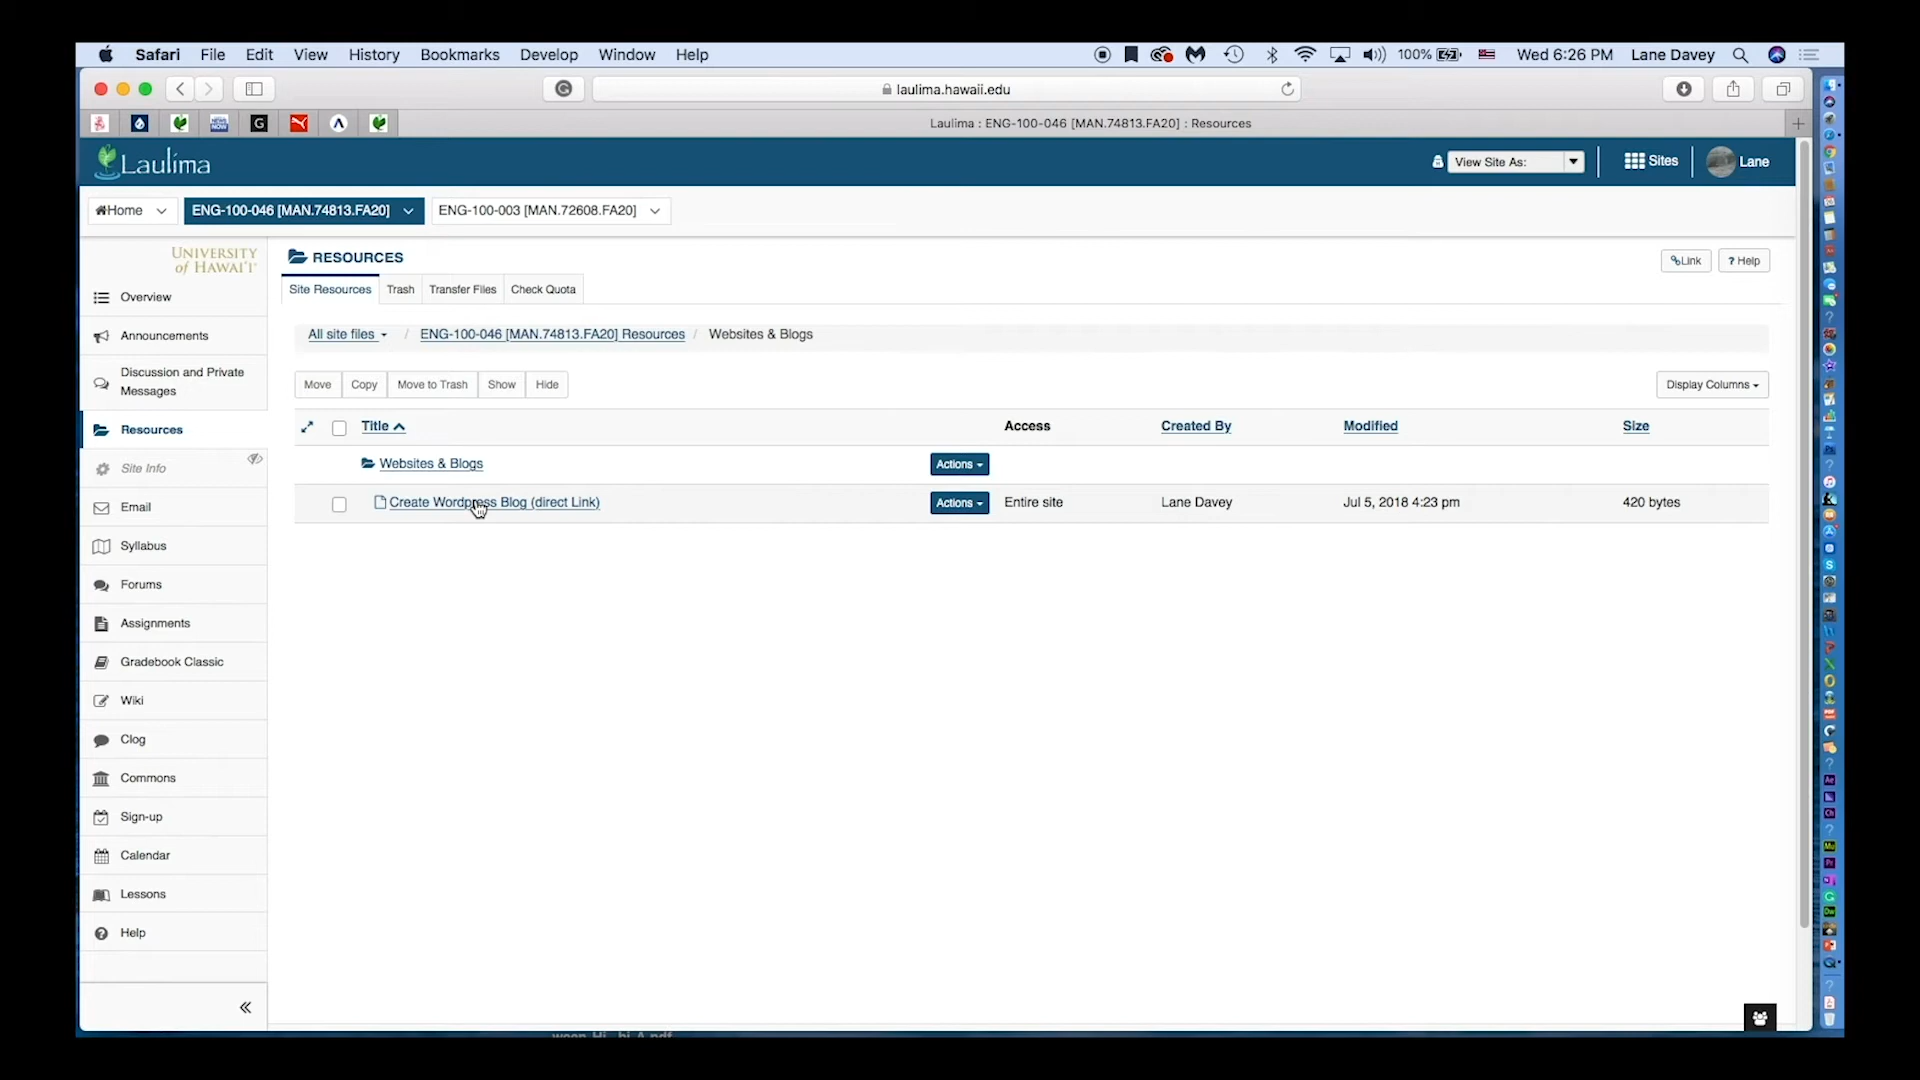 Safari File Edit View History Bookmarks Develop Window Help 100% Wed 6:26 PM Lane Davey
laulima.hawaii.edu
Laulima : ENG-100-046 [MAN.74813.FA20] : Resources
Laulima View Site As: Sites Lane
Home ENG-100-046 [MAN.74813.FA20] ENG-100-003 [MAN.72608.FA20]
UNIVERSITY
of HAWAI‘I
Overview
Announcements
Discussion and Private
Messages
Resources
Site Info
Email
Syllabus
Forums
Assignments
Gradebook Classic
Wiki
Clog
Commons
Sign-up
Calendar
Lessons
Help
RESOURCES
Link ? Help
Site Resources Trash Transfer Files Check Quota
All site files / ENG-100-046 [MAN.74813.FA20] Resources / Websites & Blogs
Move Copy Move to Trash Show Hide Display Columns
Title Access Created By Modified Size
Websites & Blogs Actions
Create Wordpress Blog (direct Link) Actions Entire site Lane Davey Jul 5, 2018 4:23 pm 420 bytes